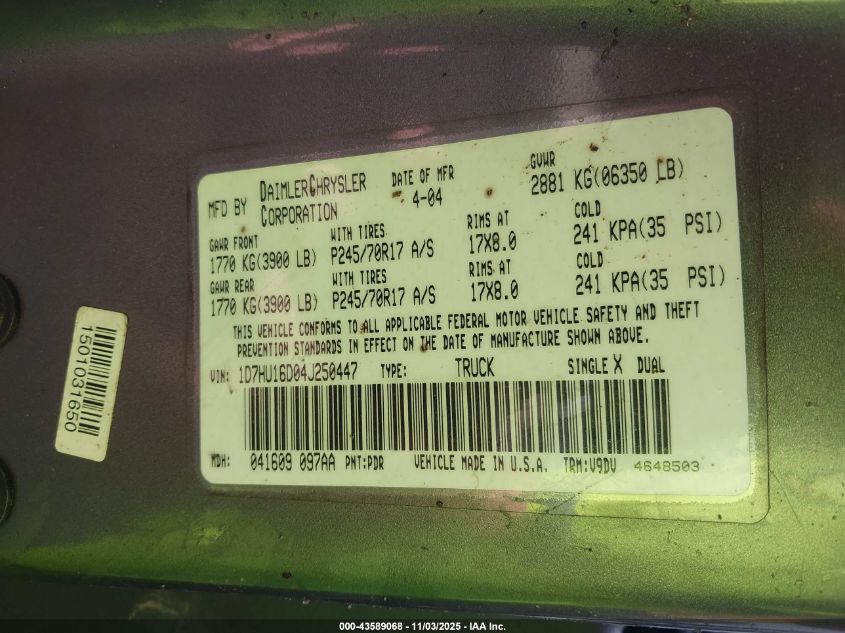 MFD BY DAIMLERCHRYSLER CORPORATION DATE OF MFR 4-04 GVWR 2881 KG(06350 LB)
GAWR FRONT WITH TIRES RIMS AT COLD
1770 KG(3900 LB) P245/70R17 A/S 17X8.0 241 KPA(35 PSI)
GAWR REAR WITH TIRES RIMS AT COLD
1770 KG(3900 LB) P245/70R17 A/S 17X8.0 241 KPA(35 PSI)
THIS VEHICLE CONFORMS TO ALL APPLICABLE FEDERAL MOTOR VEHICLE SAFETY AND THEFT
PREVENTION STANDARDS IN EFFECT ON THE DATE OF MANUFACTURE SHOWN ABOVE.
VIN: 1D7HU16D04J250447 TYPE: TRUCK SINGLE X DUAL
MDH: 041609 097AA PNT:PDR VEHICLE MADE IN U.S.A. TRM:V9DV 4648503
1501031650
000-43589068 - 11/03/2025 - IAA Inc.